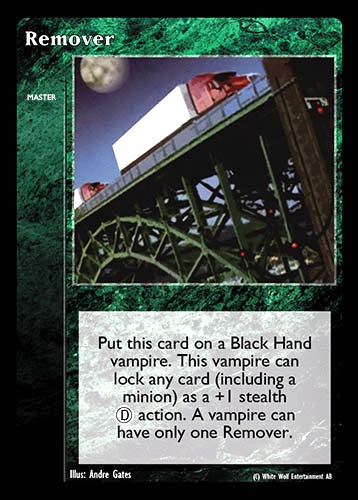 Remover
MASTER
Put this card on a Black Hand
vampire. This vampire can
lock any card (including a
minion) as a +1 stealth
Ⓓ action. A vampire can
have only one Remover.
Illus: Andre Gates
(C) White Wolf Entertainment AB